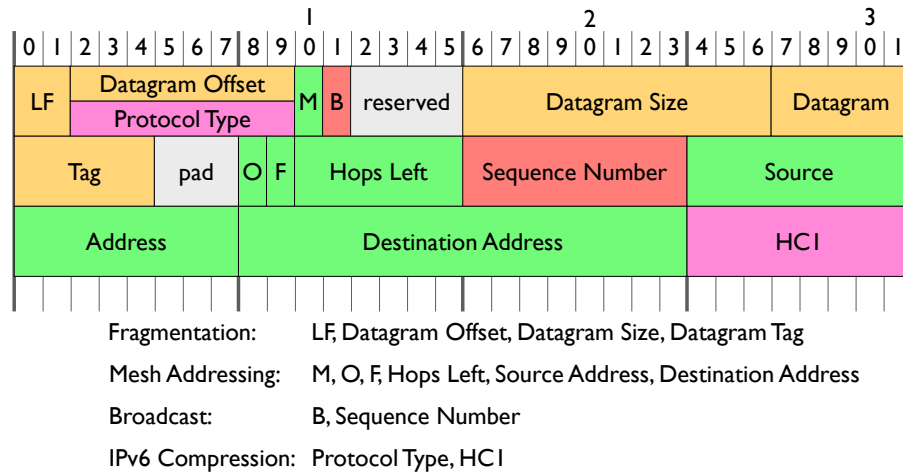 1 2 3
0 1 2 3 4 5 6 7 8 9 0 1 2 3 4 5 6 7 8 9 0 1 2 3 4 5 6 7 8 9 0 1
LF Datagram Offset M B reserved Datagram Size Datagram
Protocol Type
Tag pad O F Hops Left Sequence Number Source
Address Destination Address HC1
Fragmentation: LF, Datagram Offset, Datagram Size, Datagram Tag
Mesh Addressing: M, O, F, Hops Left, Source Address, Destination Address
Broadcast: B, Sequence Number
IPv6 Compression: Protocol Type, HC1